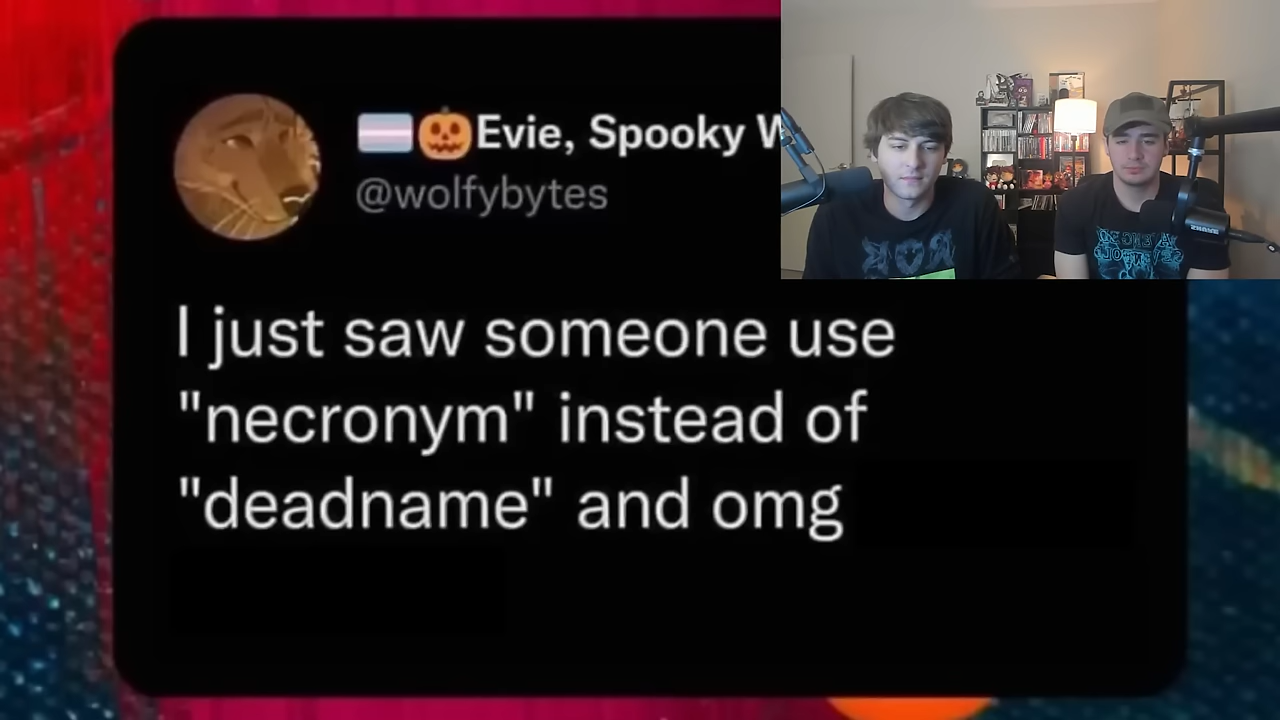 Evie, Spooky
@wolfybytes
I just saw someone use
"necronym" instead of
"deadname" and omg